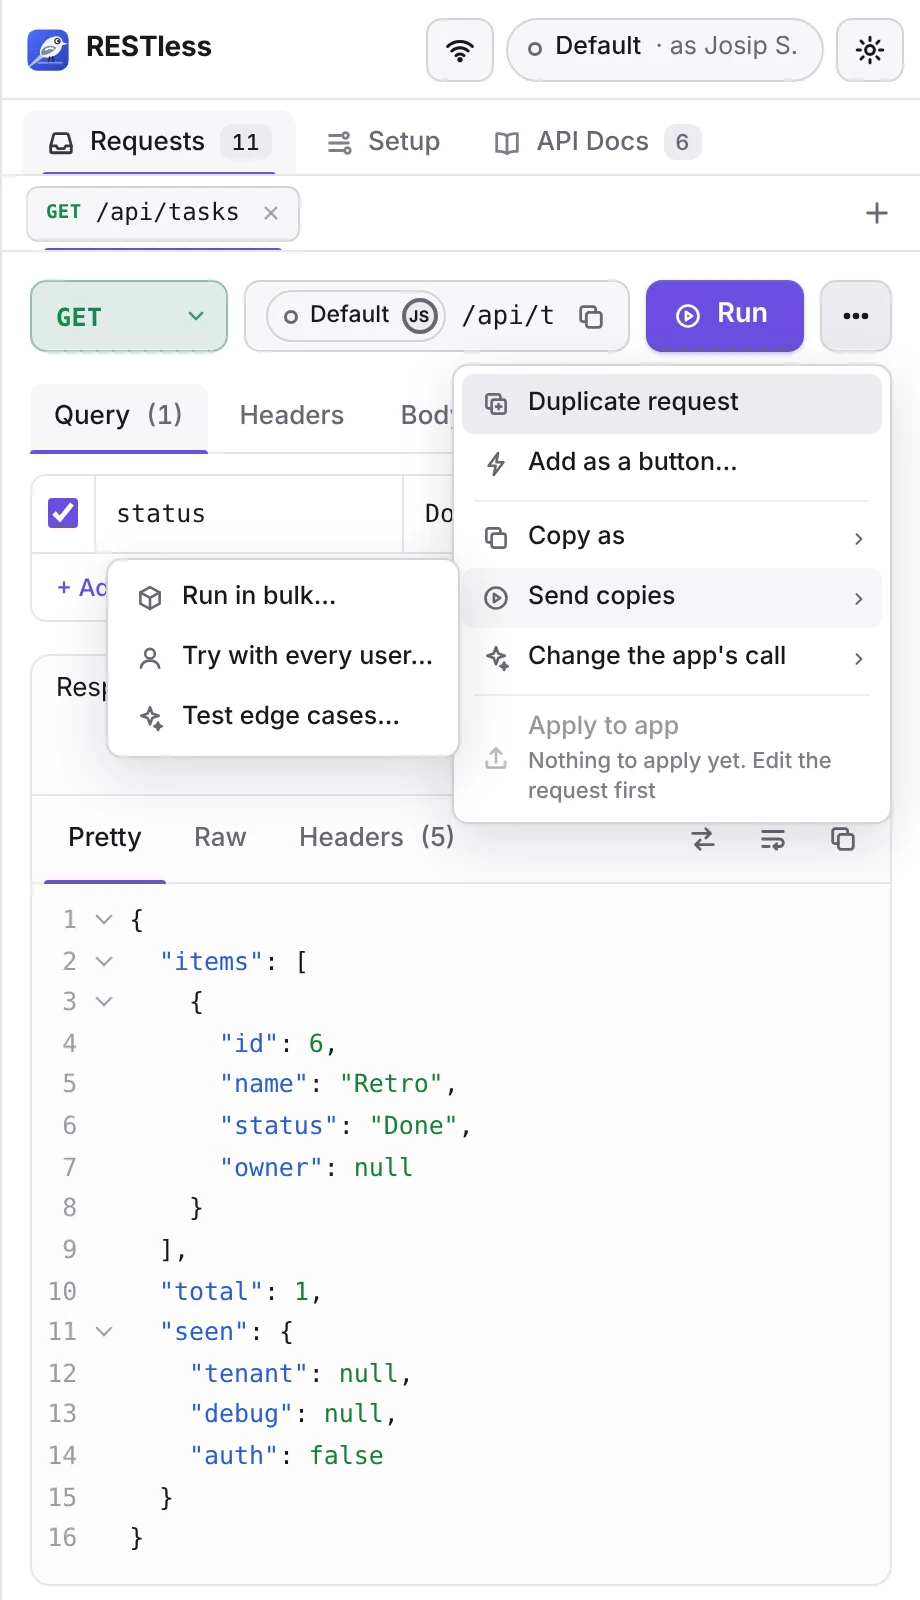 RESTless
Default · as Josip S.
Requests 11
Setup
API Docs 6
GET /api/tasks
GET
Default JS /api/t
Run
Query (1)
Headers
Body
Duplicate request
Add as a button...
status
Do
Copy as
Send copies
Change the app's call
+ Ad
Run in bulk...
Try with every user...
Test edge cases...
Resp
Apply to app
Nothing to apply yet. Edit the
request first
Pretty
Raw
Headers (5)
1 {
2 "items": [
3 {
4 "id": 6,
5 "name": "Retro",
6 "status": "Done",
7 "owner": null
8 }
9 ],
10 "total": 1,
11 "seen": {
12 "tenant": null,
13 "debug": null,
14 "auth": false
15 }
16 }